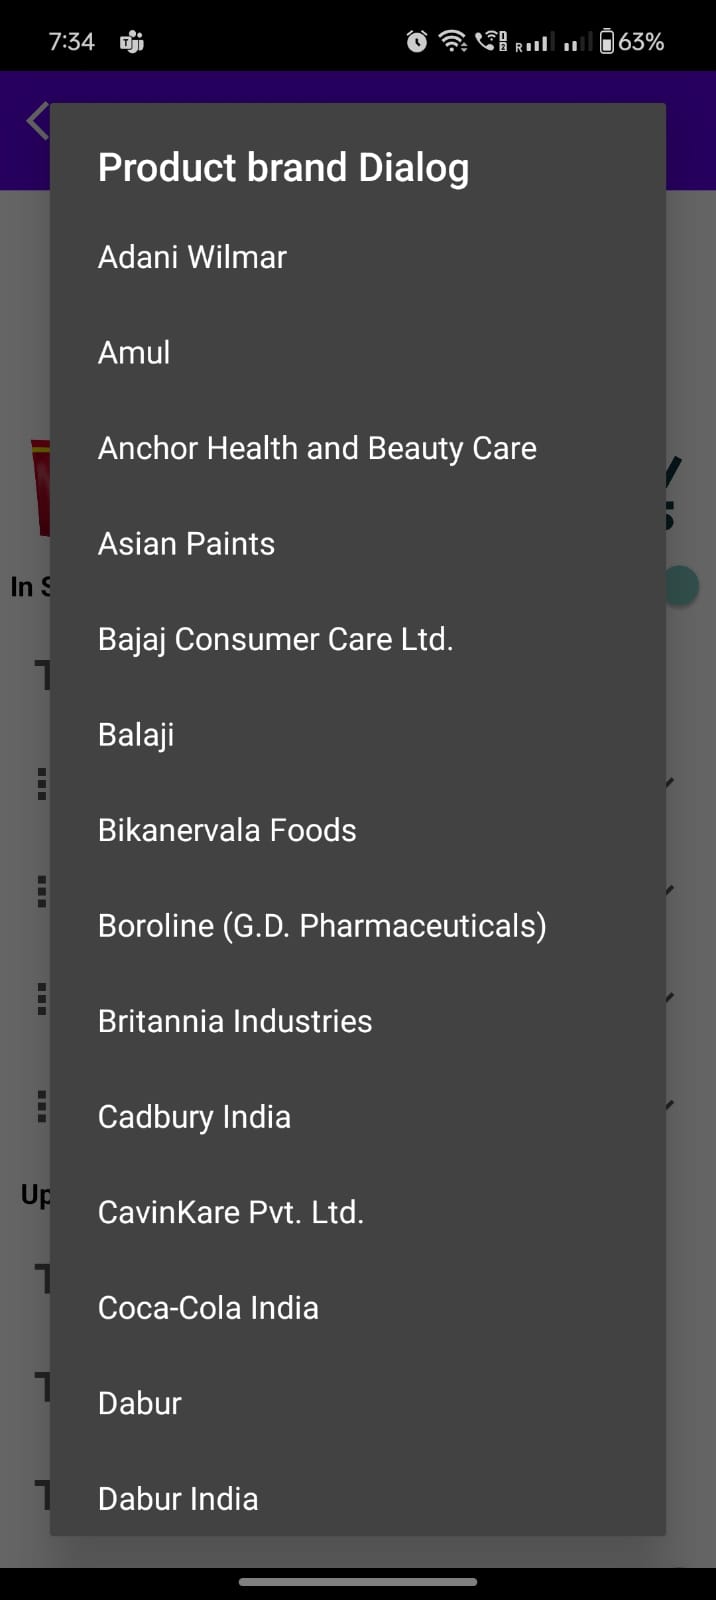 7:34
63%
Product brand Dialog
Adani Wilmar
Amul
Anchor Health and Beauty Care
Asian Paints
In S
Bajaj Consumer Care Ltd.
Balaji
Bikanervala Foods
Boroline (G.D. Pharmaceuticals)
Britannia Industries
Cadbury India
Up
CavinKare Pvt. Ltd.
Coca-Cola India
Dabur
Dabur India